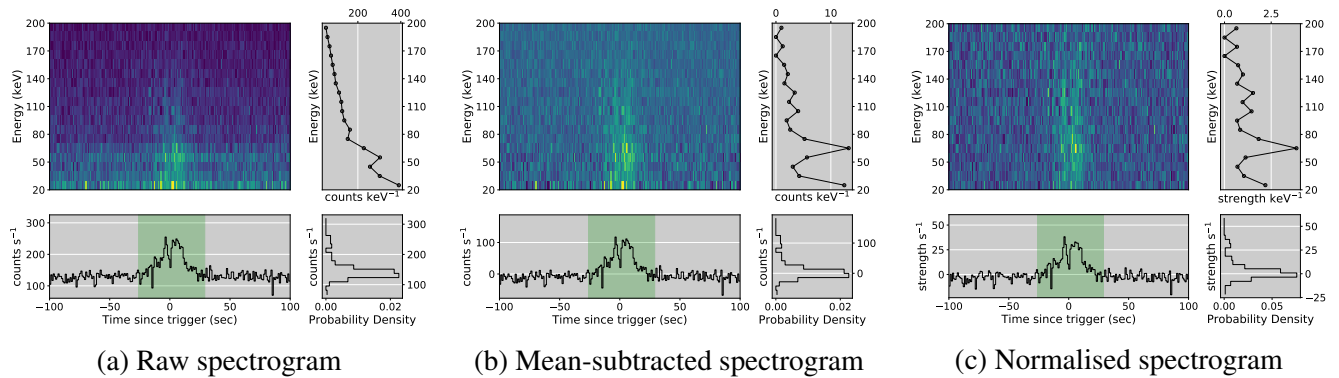 100 400
200 200
170 170
140 140
110 110
80 80
50 50
20 20
Energy (keV) Energy (keV)
counts keV⁻¹
300 300
200 200
100 100
counts s⁻¹ counts s⁻¹
−100 −50 0 50 100
Time since trigger (sec)
0.00 0.02
Probability Density
(a) Raw spectrogram
0 10
200 200
170 170
140 140
110 110
80 80
50 50
20 20
Energy (keV) Energy (keV)
counts keV⁻¹
100 100
0 0
counts s⁻¹ counts s⁻¹
−100 −50 0 50 100
Time since trigger (sec)
0.00 0.02
Probability Density
(b) Mean-subtracted spectrogram
0.0 2.5
200 200
170 170
140 140
110 110
80 80
50 50
20 20
Energy (keV) Energy (keV)
strength keV⁻¹
50 50
25 25
0 0
−25
strength s⁻¹ strength s⁻¹
−100 −50 0 50 100
Time since trigger (sec)
0.00 0.05
Probability Density
(c) Normalised spectrogram